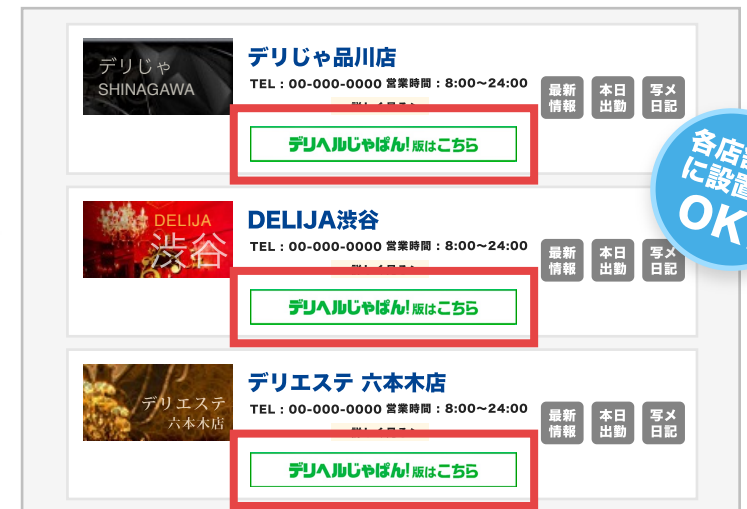 デリじゃ
SHINAGAWA
デリじゃ品川店
TEL：00-000-0000 営業時間：8:00〜24:00
最新
情報
本日
出勤
写メ
日記
デリヘルじゃぱん!版はこちら
各店
に設置
OK
DELIJA
渋谷
DELIJA渋谷
TEL：00-000-0000 営業時間：8:00〜24:00
最新
情報
本日
出勤
写メ
日記
デリヘルじゃぱん!版はこちら
デリエステ
六本木店
デリエステ 六本木店
TEL：00-000-0000 営業時間：8:00〜24:00
最新
情報
本日
出勤
写メ
日記
デリヘルじゃぱん!版はこちら